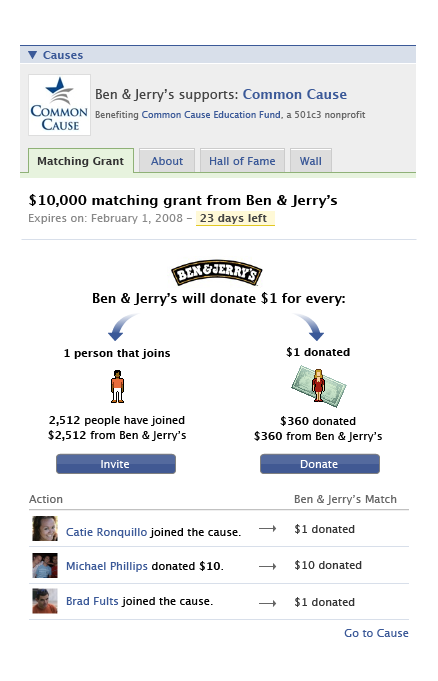 ▼ Causes
COMMON
CAUSE
Ben & Jerry's supports: Common Cause
Benefiting Common Cause Education Fund, a 501c3 nonprofit
Matching Grant About Hall of Fame Wall
$10,000 matching grant from Ben & Jerry's
Expires on: February 1, 2008 – 23 days left
BEN & JERRY'S
Ben & Jerry's will donate $1 for every:
1 person that joins
2,512 people have joined
$2,512 from Ben & Jerry's
Invite
$1 donated
$360 donated
$360 from Ben & Jerry's
Donate
Action Ben & Jerry's Match
Catie Ronquillo joined the cause. → $1 donated
Michael Phillips donated $10. → $10 donated
Brad Fults joined the cause. → $1 donated
Go to Cause